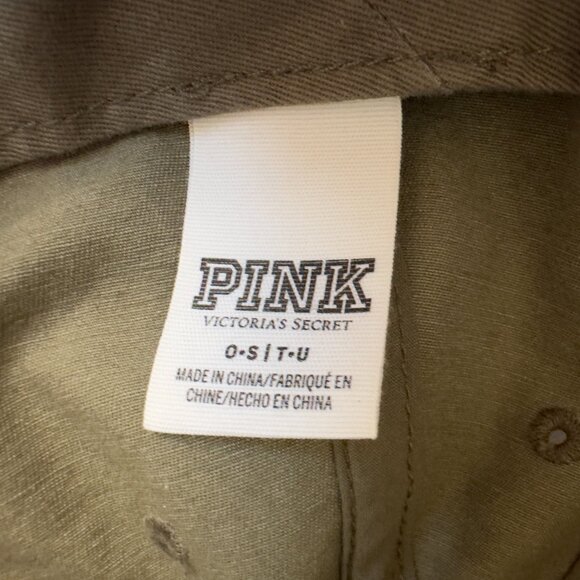 PINK
VICTORIA'S SECRET
O•S | T•U
MADE IN CHINA/FABRIQUÉ EN
CHINE/HECHO EN CHINA